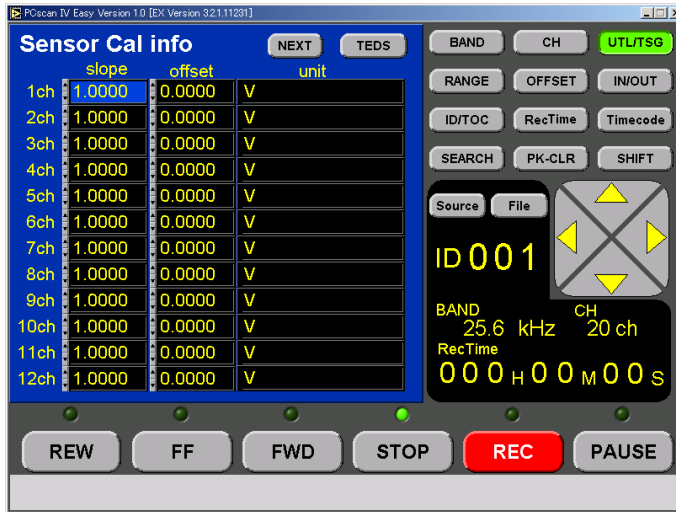 PCscan IV Easy Version 1.0 [EX Version 3.2.1.11231]
Sensor Cal info
NEXT
TEDS
slope offset unit
1ch 1.0000 0.0000 V
2ch 1.0000 0.0000 V
3ch 1.0000 0.0000 V
4ch 1.0000 0.0000 V
5ch 1.0000 0.0000 V
6ch 1.0000 0.0000 V
7ch 1.0000 0.0000 V
8ch 1.0000 0.0000 V
9ch 1.0000 0.0000 V
10ch 1.0000 0.0000 V
11ch 1.0000 0.0000 V
12ch 1.0000 0.0000 V
BAND CH UTL/TSG
RANGE OFFSET IN/OUT
ID/TOC RecTime Timecode
SEARCH PK-CLR SHIFT
Source File
ID 001
BAND CH
25.6 kHz 20 ch
RecTime
000 H 00 M 00 S
REW FF FWD STOP REC PAUSE